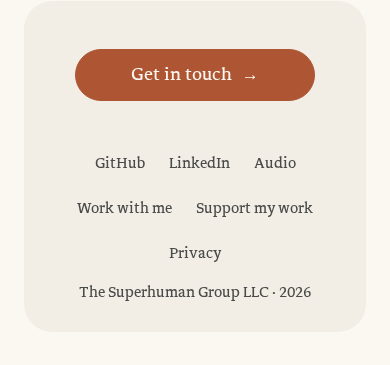 Get in touch →
GitHub LinkedIn Audio
Work with me Support my work
Privacy
The Superhuman Group LLC · 2026